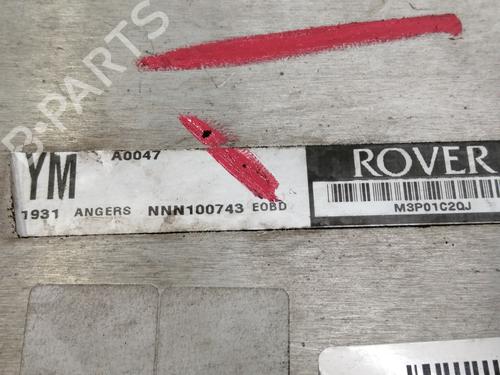 B-PARTS
YM
A0047
1931 ANGERS NNN100743 EOBD
ROVER
M3P01C2QJ